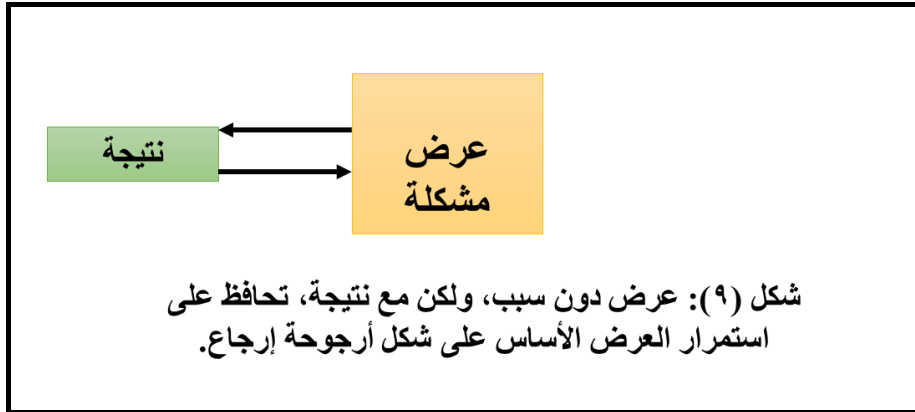 نتيجة
عرض
مشكلة
شكل (٩): عرض دون سبب، ولكن مع نتيجة، تحافظ على
استمرار العرض الأساس على شكل أرجوحة إرجاع.